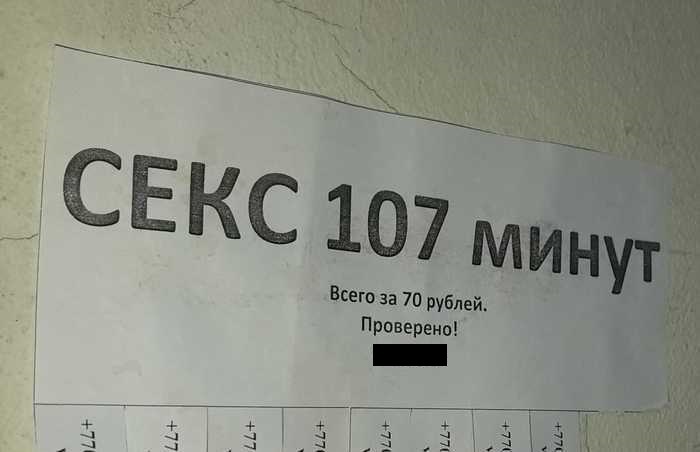 СЕКС 107 минут
Всего за 70 рублей.
Проверено!